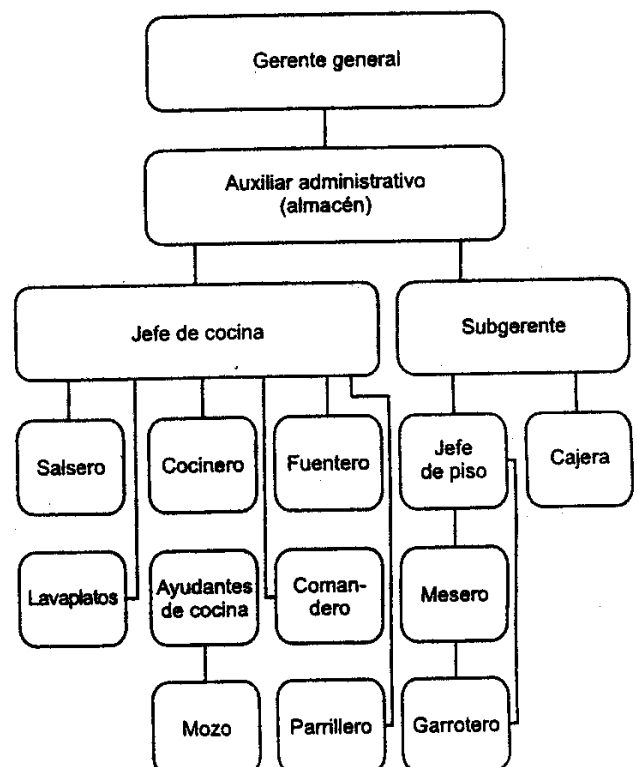 Gerente general
Auxiliar administrativo
(almacén)
Jefe de cocina
Subgerente
Salsero
Cocinero
Fuentero
Jefe
de piso
Cajera
Lavaplatos
Ayudantes
de cocina
Coman-
dero
Mesero
Mozo
Parrillero
Garrotero